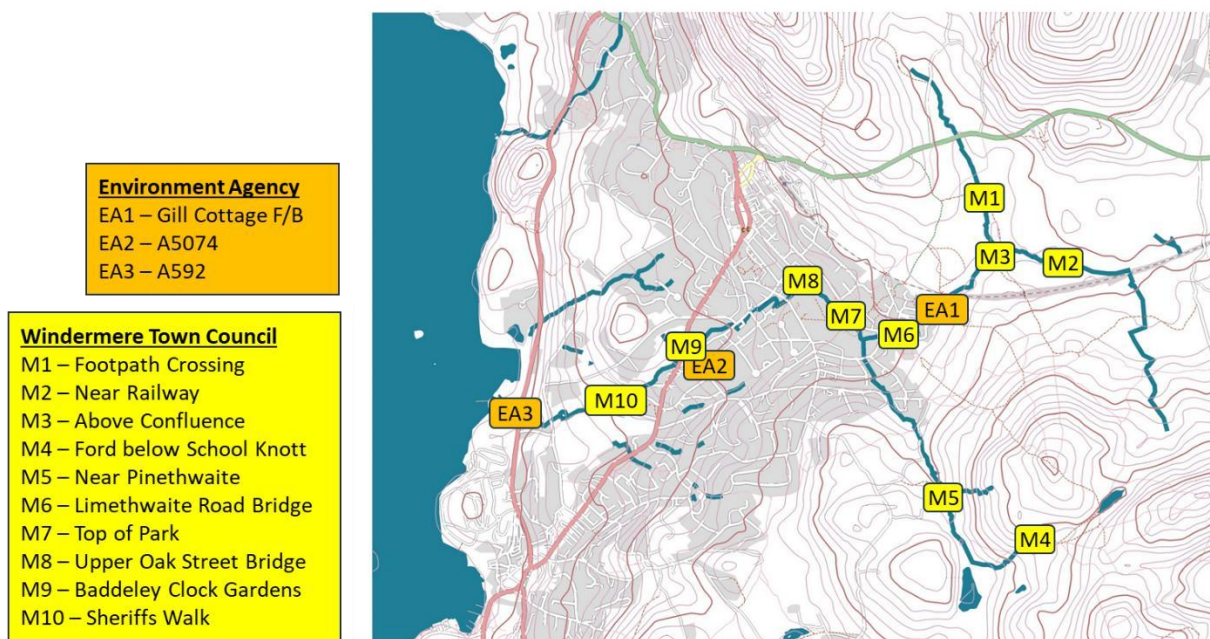 Environment Agency
EA1 – Gill Cottage F/B
EA2 – A5074
EA3 – A592
Windermere Town Council
M1 – Footpath Crossing
M2 – Near Railway
M3 – Above Confluence
M4 – Ford below School Knott
M5 – Near Pinethwaite
M6 – Limethwaite Road Bridge
M7 – Top of Park
M8 – Upper Oak Street Bridge
M9 – Baddeley Clock Gardens
M10 – Sheriffs Walk
M1
M3
M2
M8
EA1
M7
M6
M9
EA2
M10
EA3
M5
M4